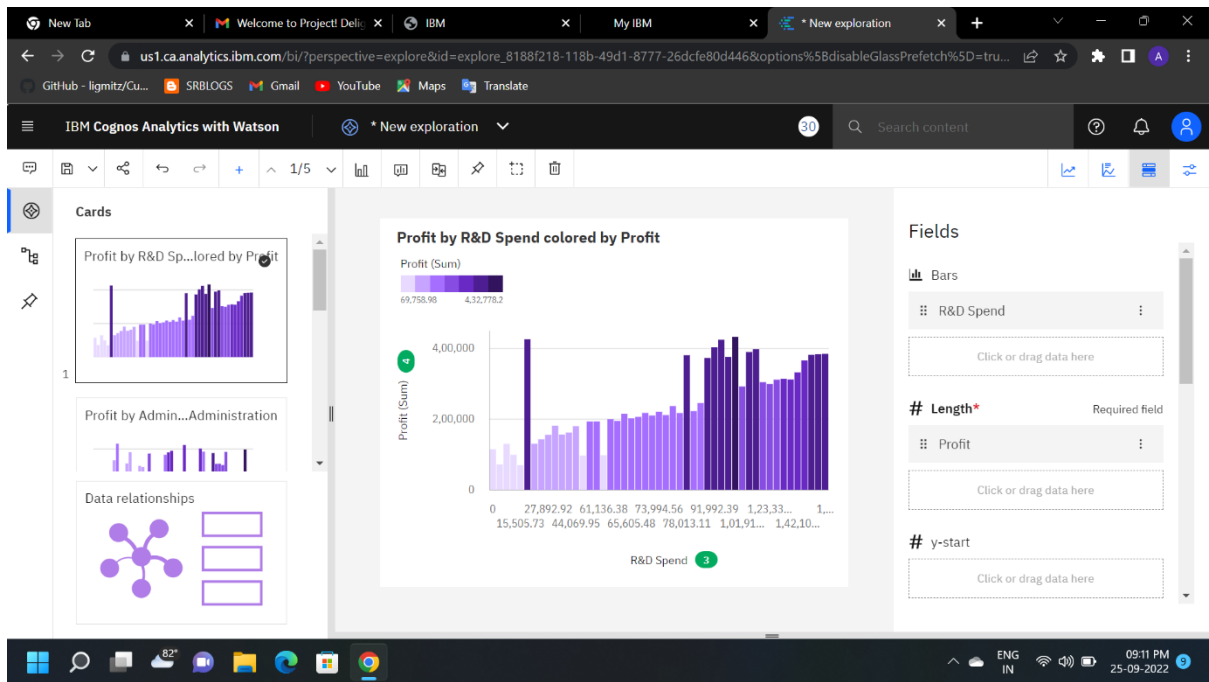 New Tab
Welcome to Project! Delig
IBM
My IBM
* New exploration
us1.ca.analytics.ibm.com/bi/?perspective=explore&id=explore_8188f218-118b-49d1-8777-26dcfe80d446&options%5BdisableGlassPrefetch%5D=tru...
A
GitHub - ligmitz/Cu...
SRBLOGS
Gmail
YouTube
Maps
Translate
IBM Cognos Analytics with Watson
* New exploration
30
Search content
1/5
Cards
Profit by R&D Sp...lored by Profit
1
Profit by Admin...Administration
Data relationships
Profit by R&D Spend colored by Profit
Profit (Sum)
69,758.98 4,32,778.2
4,00,000
2,00,000
0
Profit (Sum) 4
0 27,892.92 61,136.38 73,994.56 91,992.39 1,23,33... 1,...
15,505.73 44,069.95 65,605.48 78,013.11 1,01,91... 1,42,10...
R&D Spend 3
Fields
Bars
R&D Spend
Click or drag data here
# Length* Required field
Profit
Click or drag data here
# y-start
Click or drag data here
82°
ENG
IN
09:11 PM
25-09-2022
9